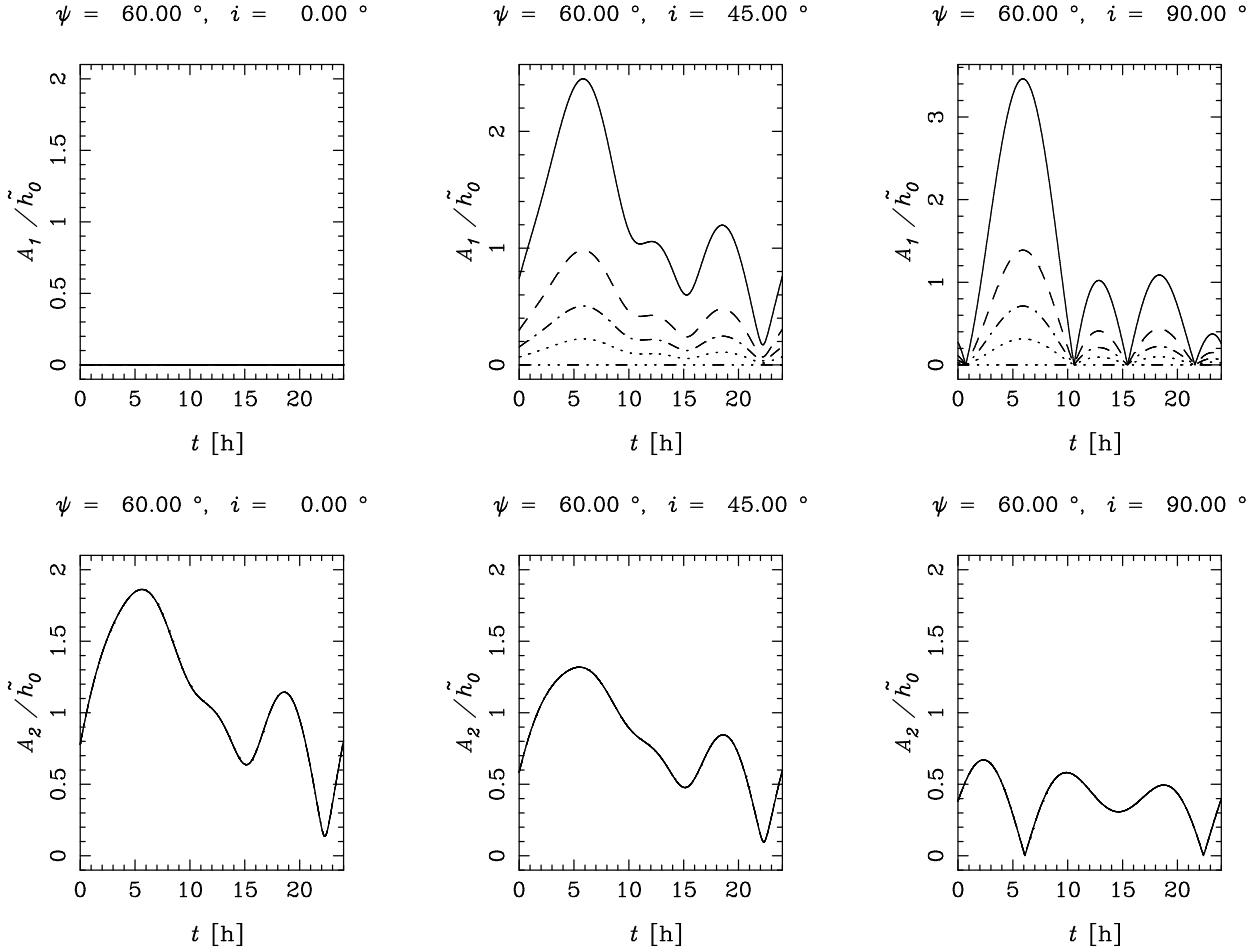 ψ = 60.00 °, i = 0.00 °
ψ = 60.00 °, i = 45.00 °
ψ = 60.00 °, i = 90.00 °
A1 / h̃0
2
1.5
1
0.5
0
0 5 10 15 20
t [h]
A1 / h̃0
2
1
0
0 5 10 15 20
t [h]
A1 / h̃0
3
2
1
0
0 5 10 15 20
t [h]
ψ = 60.00 °, i = 0.00 °
ψ = 60.00 °, i = 45.00 °
ψ = 60.00 °, i = 90.00 °
A2 / h̃0
2
1.5
1
0.5
0
0 5 10 15 20
t [h]
A2 / h̃0
2
1.5
1
0.5
0
0 5 10 15 20
t [h]
A2 / h̃0
2
1.5
1
0.5
0
0 5 10 15 20
t [h]